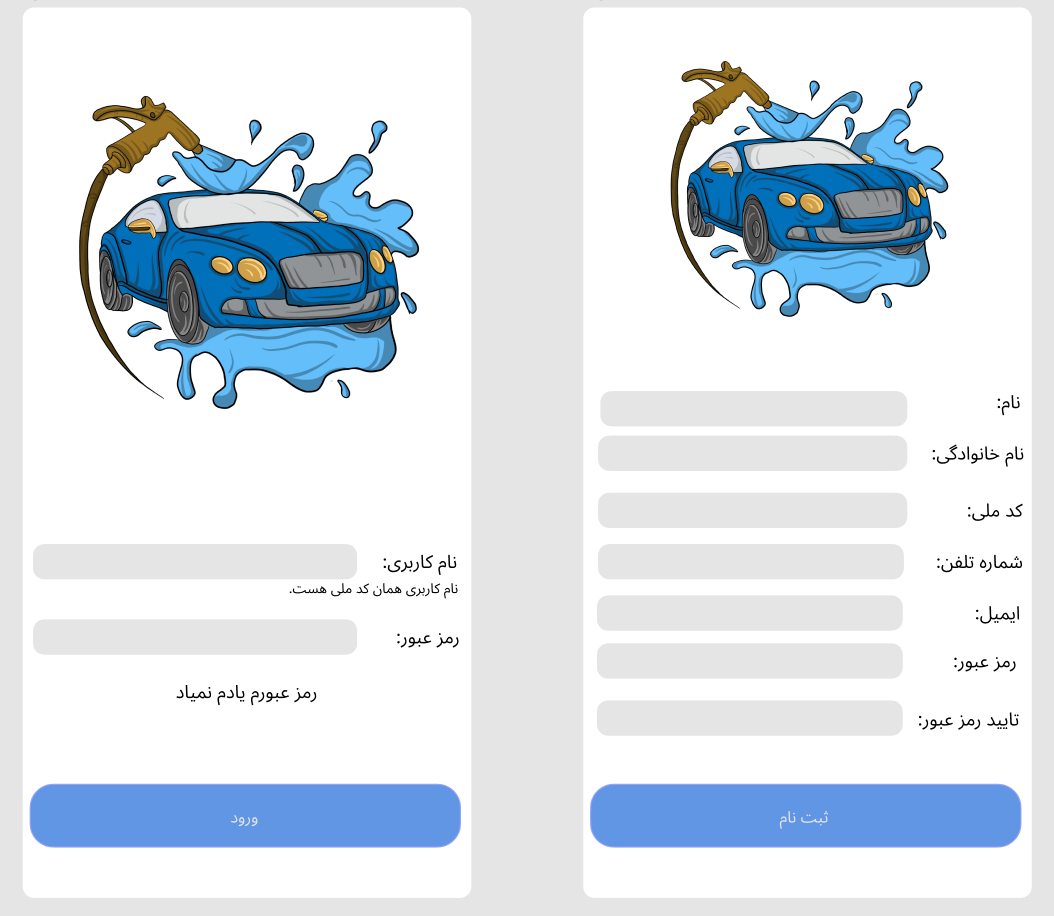 نام کاربری:
نام کاربری همان کد ملی هست.
رمز عبور:
رمز عبورم یادم نمیاد
ورود
نام:
نام خانوادگی:
کد ملی:
شماره تلفن:
ایمیل:
رمز عبور:
تایید رمز عبور:
ثبت نام